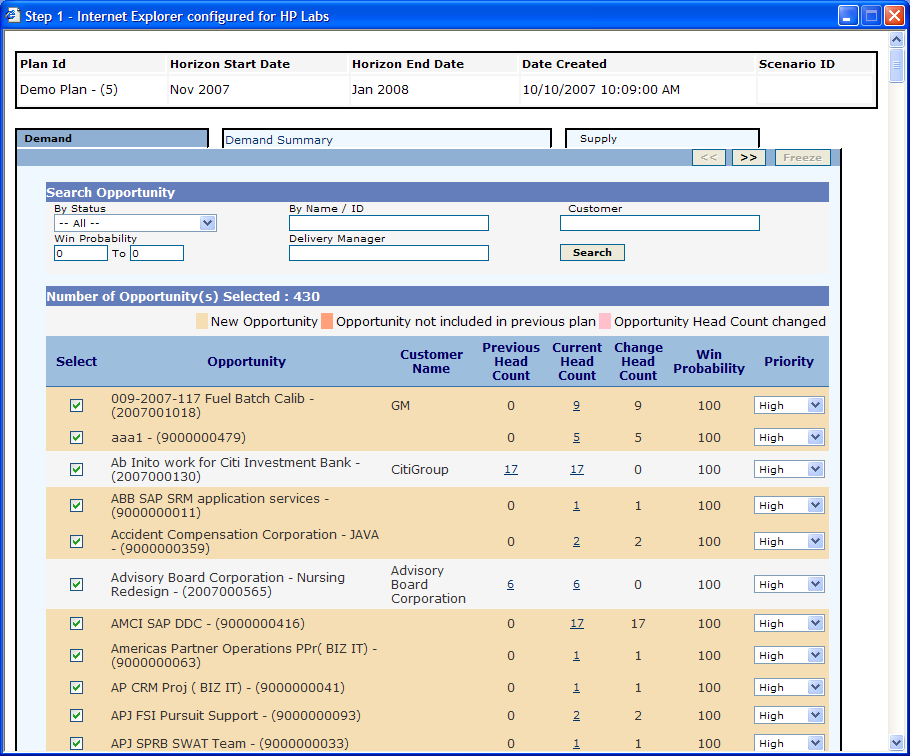 Step 1 - Internet Explorer configured for HP Labs
Plan Id Horizon Start Date Horizon End Date Date Created Scenario ID
Demo Plan - (5) Nov 2007 Jan 2008 10/10/2007 10:09:00 AM
Demand Demand Summary Supply
<< >> Freeze
Search Opportunity
By Status By Name / ID Customer
-- All --
Win Probability Delivery Manager
0 To 0 Search
Number of Opportunity(s) Selected : 430
New Opportunity Opportunity not included in previous plan Opportunity Head Count changed
Select Opportunity Customer Name Previous Head Count Current Head Count Change Head Count Win Probability Priority
009-2007-117 Fuel Batch Calib -
(2007001018) GM 0 9 9 100 High
aaa1 - (9000000479) 0 5 5 100 High
Ab Inito work for Citi Investment Bank -
(2007000130) CitiGroup 17 17 0 100 High
ABB SAP SRM application services -
(9000000011) 0 1 1 100 High
Accident Compensation Corporation - JAVA
- (9000000359) 0 2 2 100 High
Advisory Board Corporation - Nursing
Redesign - (2007000565) Advisory Board Corporation 6 6 0 100 High
AMCI SAP DDC - (9000000416) 0 17 17 100 High
Americas Partner Operations PPr( BIZ IT) -
(9000000063) 0 1 1 100 High
AP CRM Proj ( BIZ IT) - (9000000041) 0 1 1 100 High
APJ FSI Pursuit Support - (9000000093) 0 2 2 100 High
APJ SPRB SWAT Team - (9000000033) 0 1 1 100 High